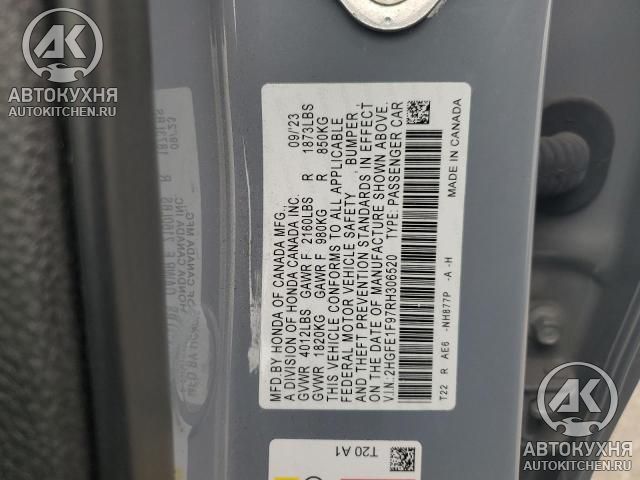 АВТОКУХНЯ
AUTOKITCHEN.RU
MFD.BY HONDA OF CANADA MFG. 09/23
A DIVISION OF HONDA CANADA INC.
GVWR 4012LBS GAWR F 2160LBS R 1873LBS
GVWR 1820KG GAWR F 980KG R 850KG
THIS VEHICLE CONFORMS TO ALL APPLICABLE
FEDERAL MOTOR VEHICLE SAFETY , BUMPER ,
AND THEFT PREVENTION STANDARDS IN EFFECT
ON THE DATE OF MANUFACTURE SHOWN ABOVE.
V.I.N.:2HGFE1F97RH306520 TYPE: PASSENGER CAR
T22 R AE6 -NH877P -A -H
MADE IN CANADA
T20 A1
АВТОКУХНЯ
AUTOKITCHEN.RU